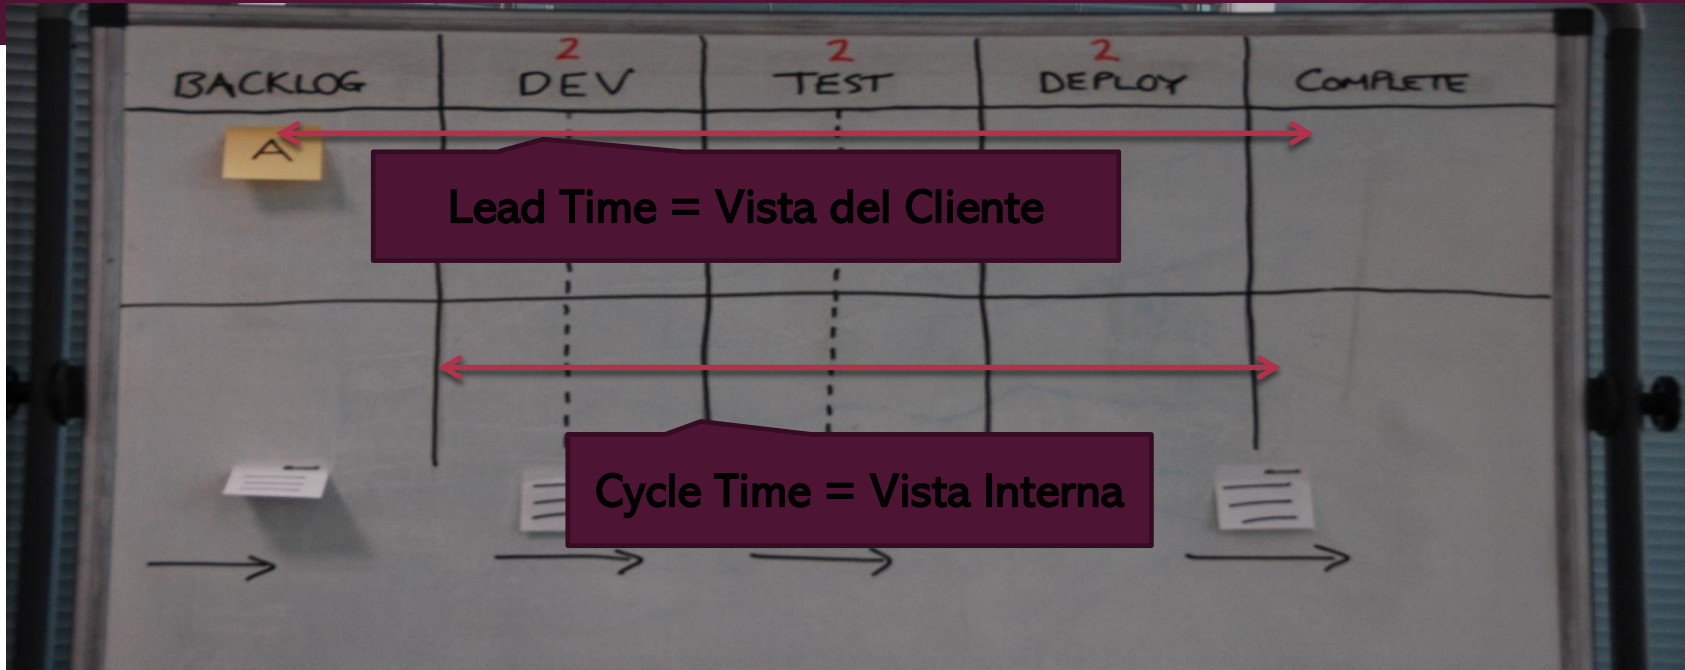 2 2 2
BACKLOG DEV TEST DEPLOY COMPLETE
A
Lead Time = Vista del Cliente
Cycle Time = Vista Interna